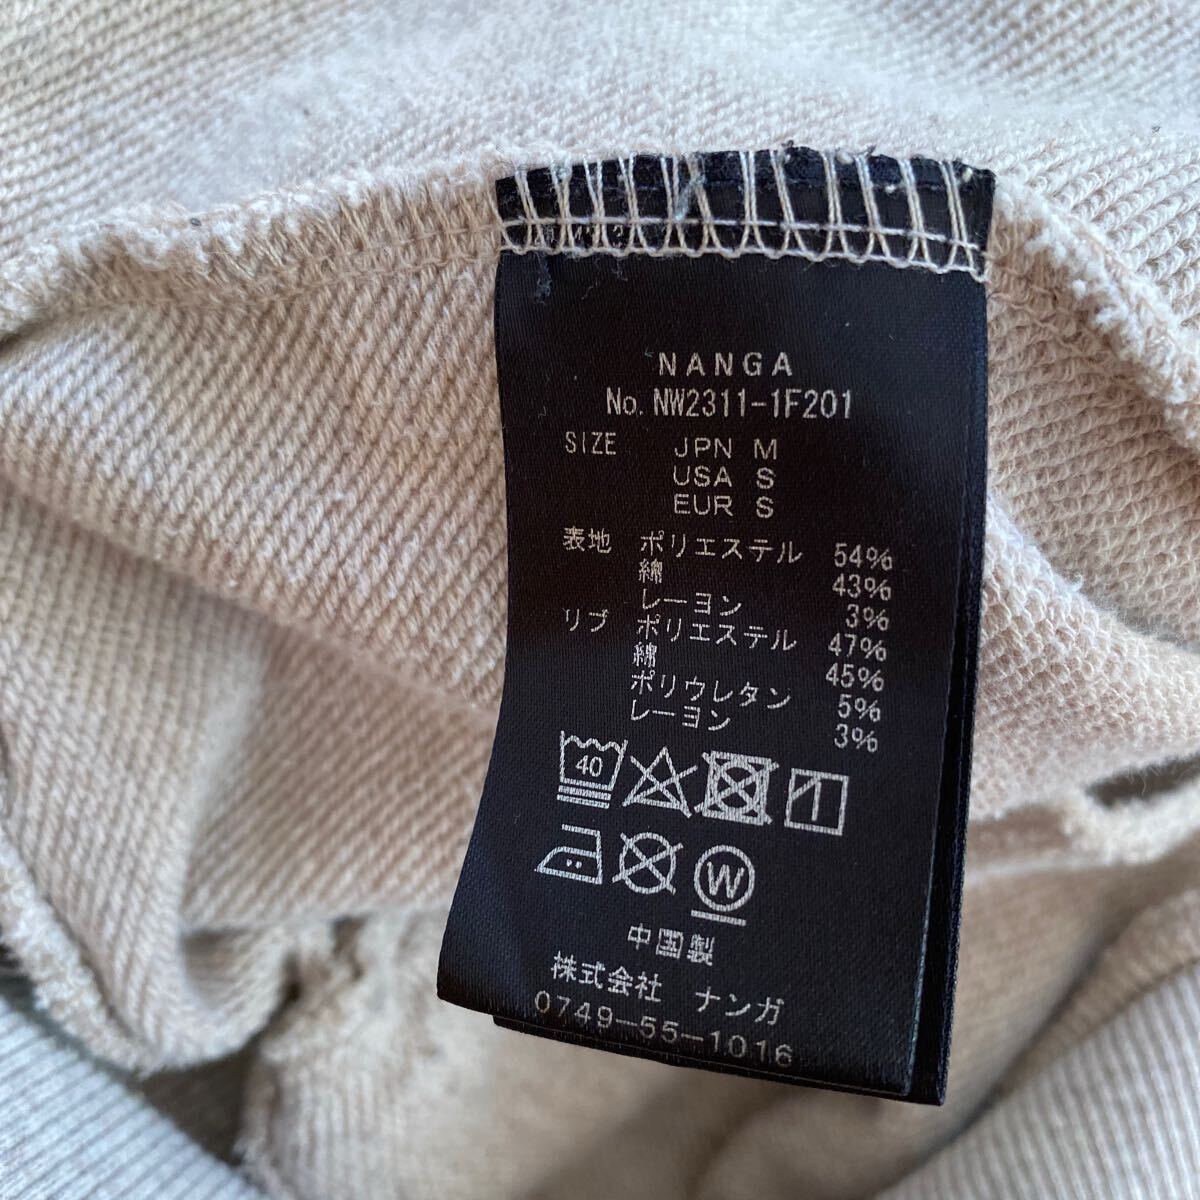 NANGA
No. NW2311-1F201
SIZE JPN M
USA S
EUR S
表地 ポリエステル 54%
綿 43%
レーヨン 3%
リブ ポリエステル 47%
綿 45%
ポリウレタン 5%
レーヨン 3%
40
W
中国製
株式会社 ナンガ
0749-55-1016